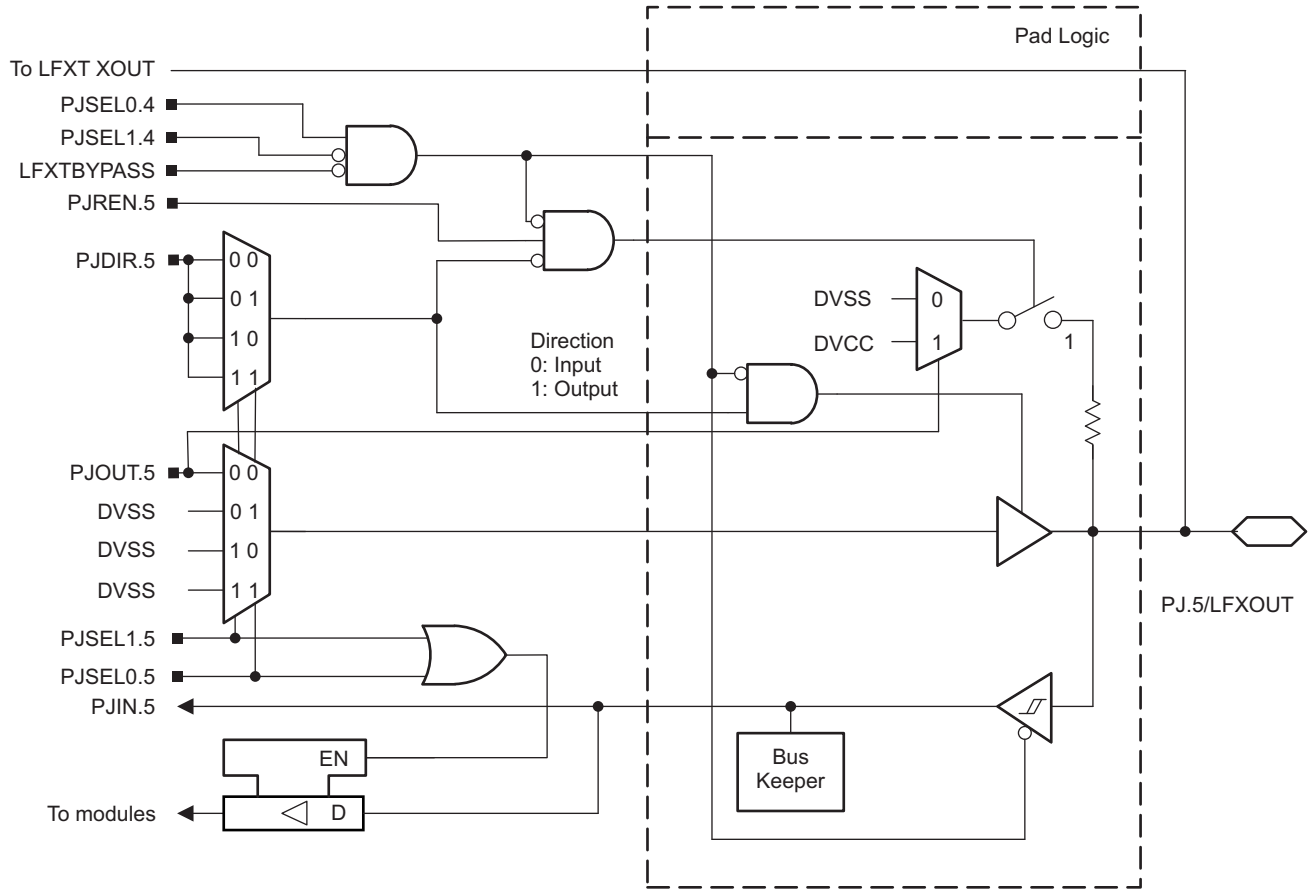 Pad Logic
To LFXT XOUT
PJSEL0.4
PJSEL1.4
LFXTBYPASS
PJREN.5
PJDIR.5
0 0
0 1
1 0
1 1
Direction
0: Input
1: Output
DVSS
0
DVCC
1
1
PJOUT.5
0 0
DVSS
0 1
DVSS
1 0
DVSS
1 1
PJ.5/LFXOUT
PJSEL1.5
PJSEL0.5
PJIN.5
Bus
Keeper
EN
To modules
D